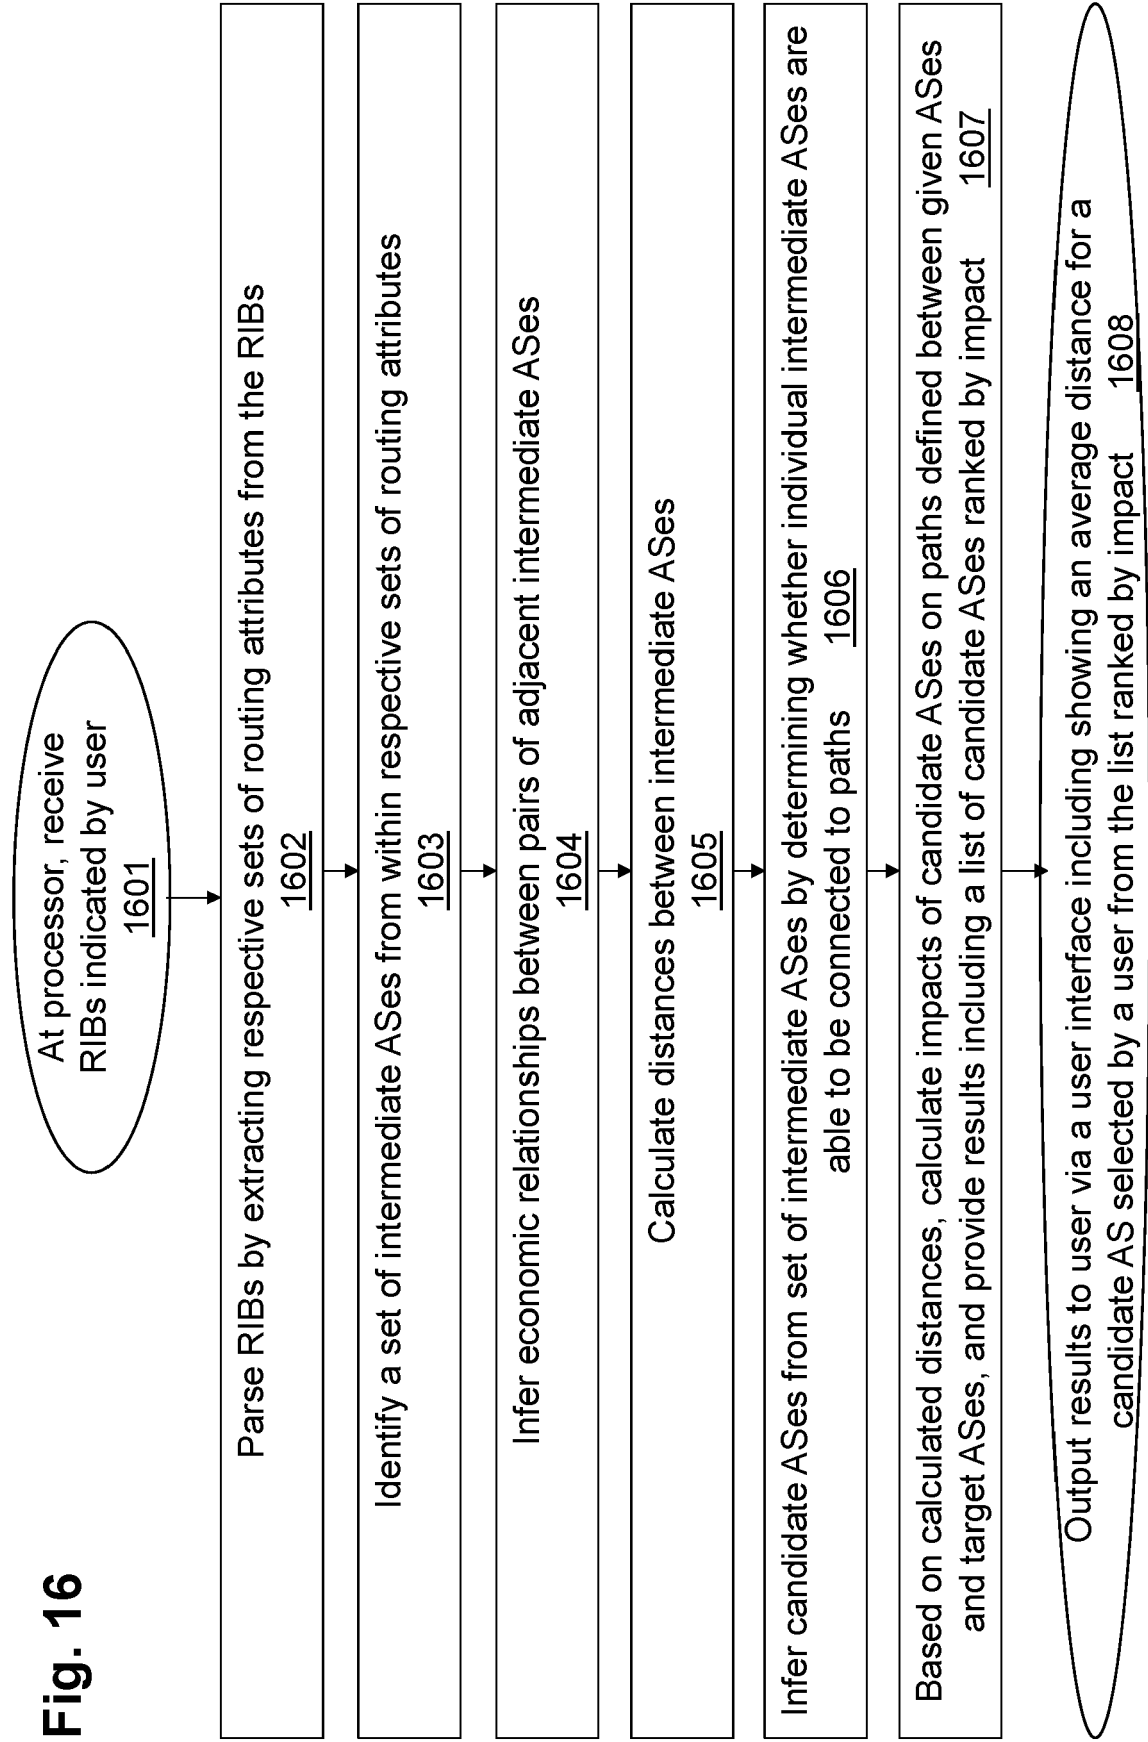 Fig. 16
At processor, receive
RIBs indicated by user
1601
Parse RIBs by extracting respective sets of routing attributes from the RIBs
1602
Identify a set of intermediate ASes from within respective sets of routing attributes
1603
Infer economic relationships between pairs of adjacent intermediate ASes
1604
Calculate distances between intermediate ASes
1605
Infer candidate ASes from set of intermediate ASes by determining whether individual intermediate ASes are
able to be connected to paths 1606
Based on calculated distances, calculate impacts of candidate ASes on paths defined between given ASes
and target ASes, and provide results including a list of candidate ASes ranked by impact 1607
Output results to user via a user interface including showing an average distance for a
candidate AS selected by a user from the list ranked by impact 1608